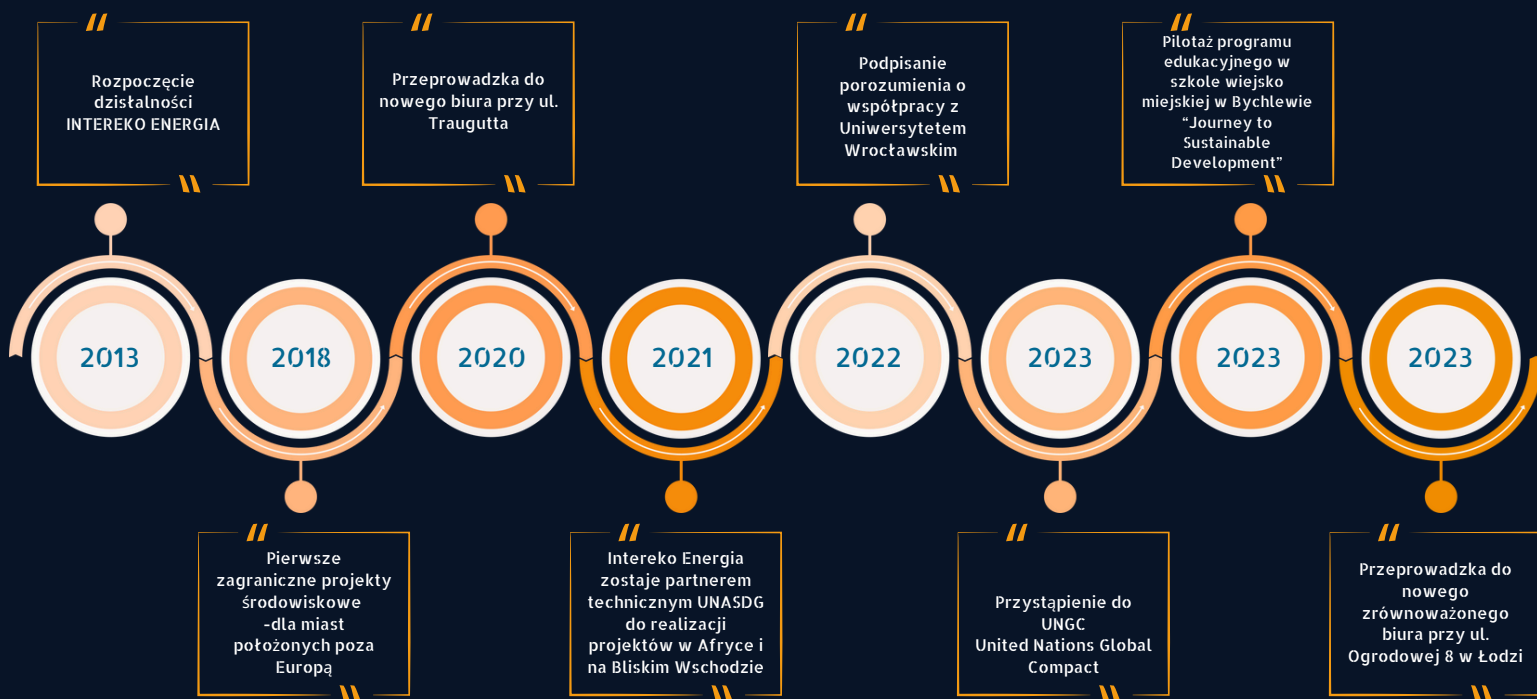 Rozpoczęcie
dzisłalności
INTEREKO ENERGIA
Przeprowadzka do
nowego biura przy ul.
Traugutta
Podpisanie
porozumienia o
współpracy z
Uniwersytetem
Wrocławskim
Pilotaż programu
edukacyjnego w
szkole wiejsko
miejskiej w Bychlewie
“Journey to
Sustainable
Development”
2013
2018
2020
2021
2022
2023
2023
2023
Pierwsze
zagraniczne projekty
środowiskowe
-dla miast
położonych poza
Europą
Intereko Energia
zostaje partnerem
technicznym UNASDG
do realizacji
projektów w Afryce i
na Bliskim Wschodzie
Przystąpienie do
UNGC
United Nations Global
Compact
Przeprowadzka do
nowego
zrównoważonego
biura przy ul.
Ogrodowej 8 w Łodzi